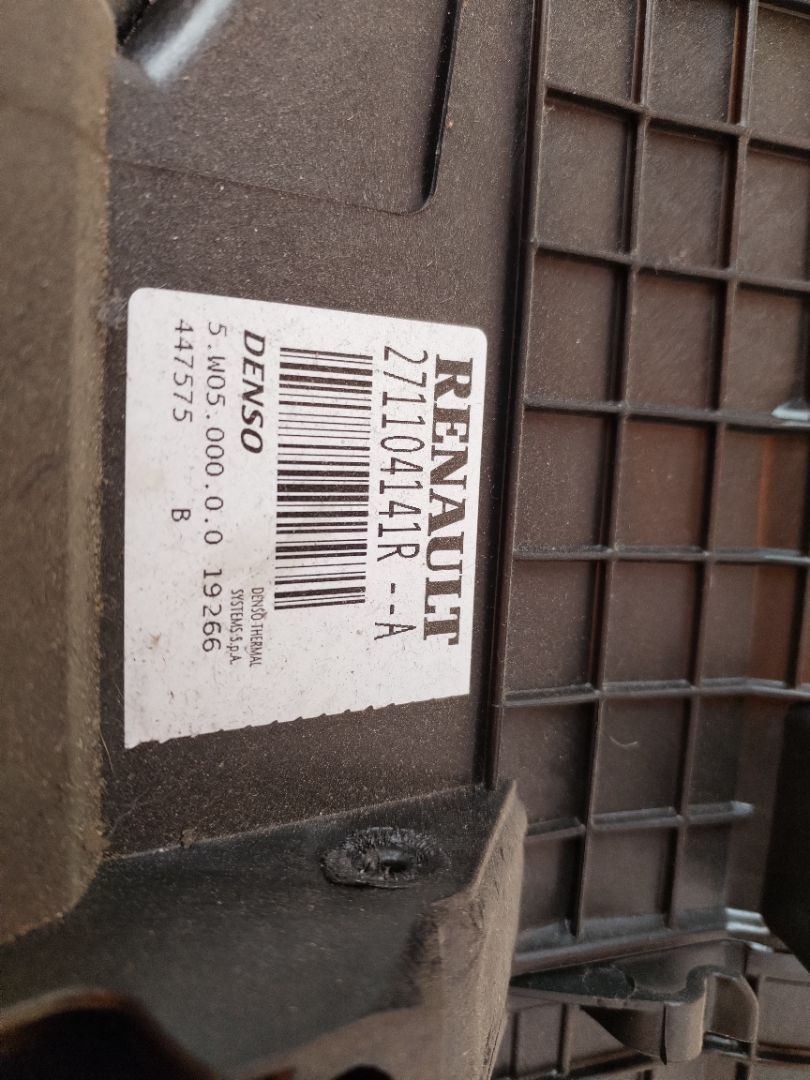 RENAULT
271104141R --A
DENSO
DENSO THERMAL
SYSTEMS S.p.A.
5.W05.000.0.0 19266
447575 B